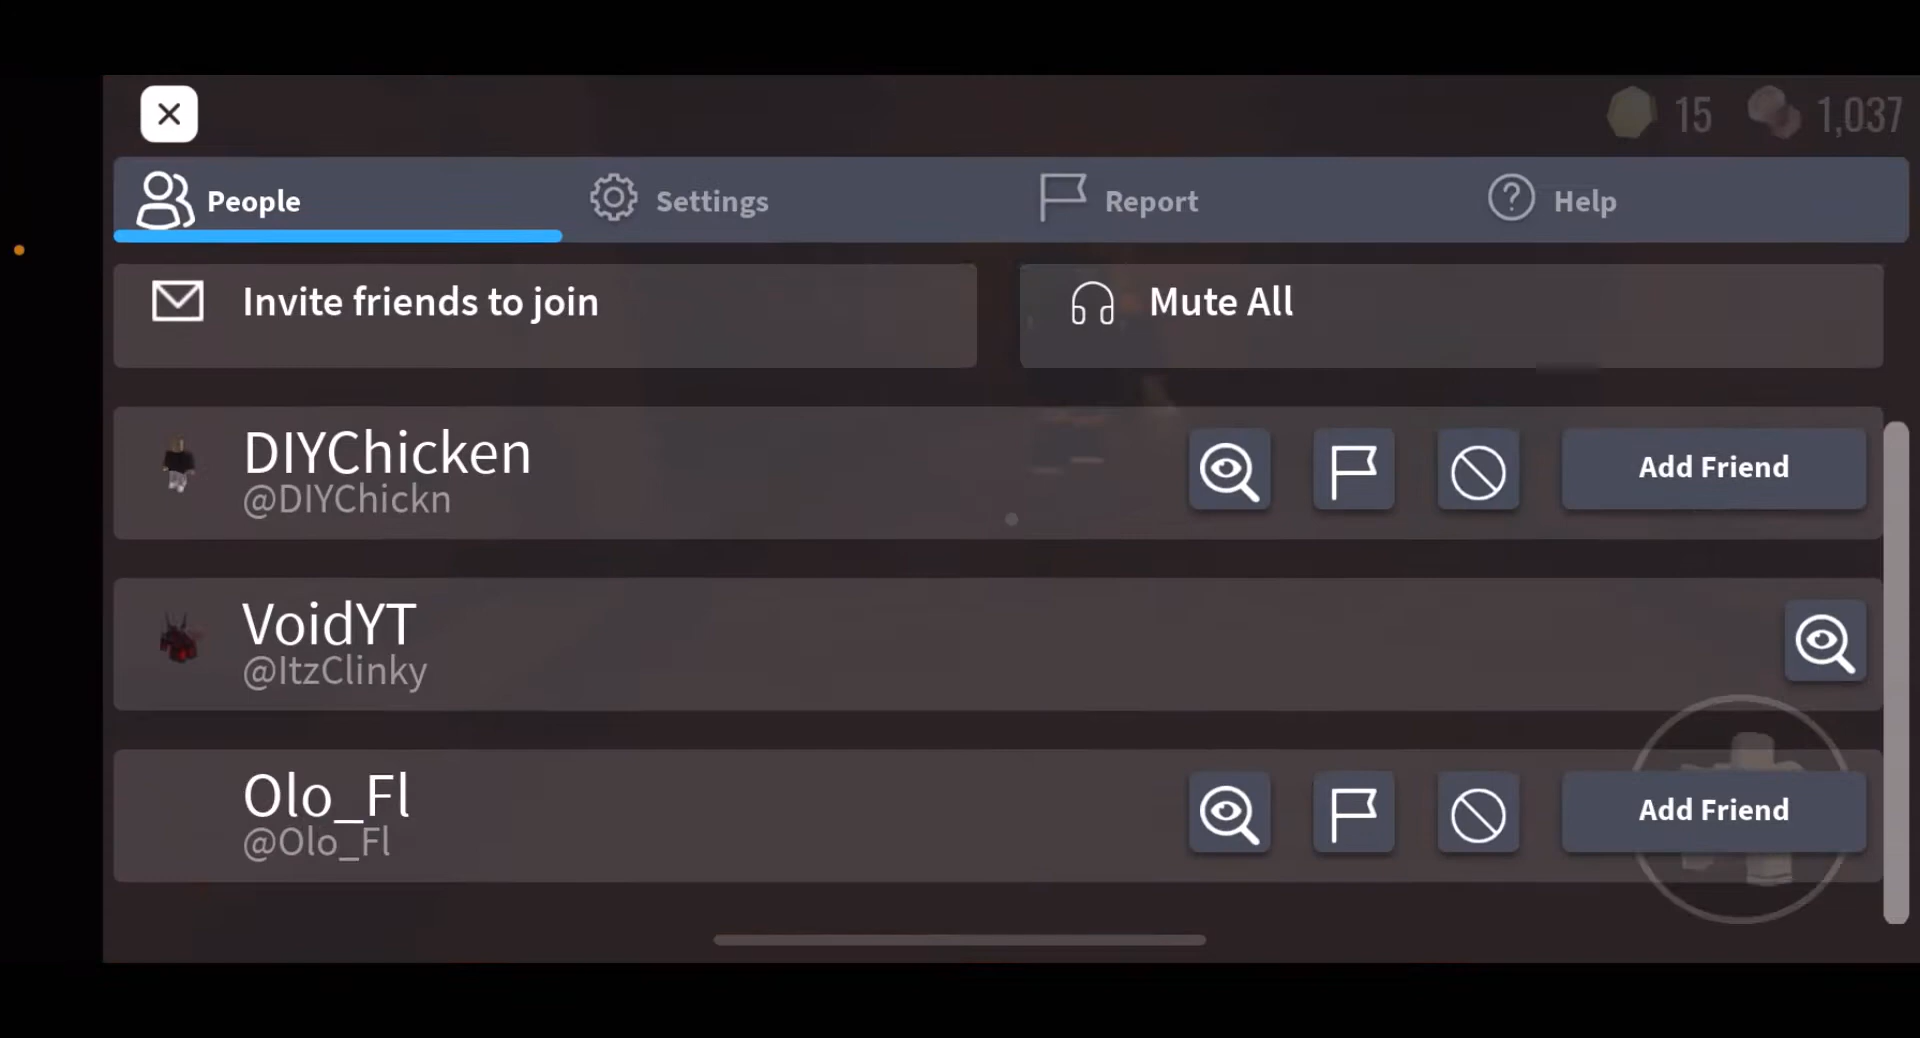 15 1,037
People Settings Report Help
Invite friends to join Mute All
DIYChicken
@DIYChickn
Add Friend
VoidYT
@ItzClinky
Olo_Fl
@Olo_Fl
Add Friend